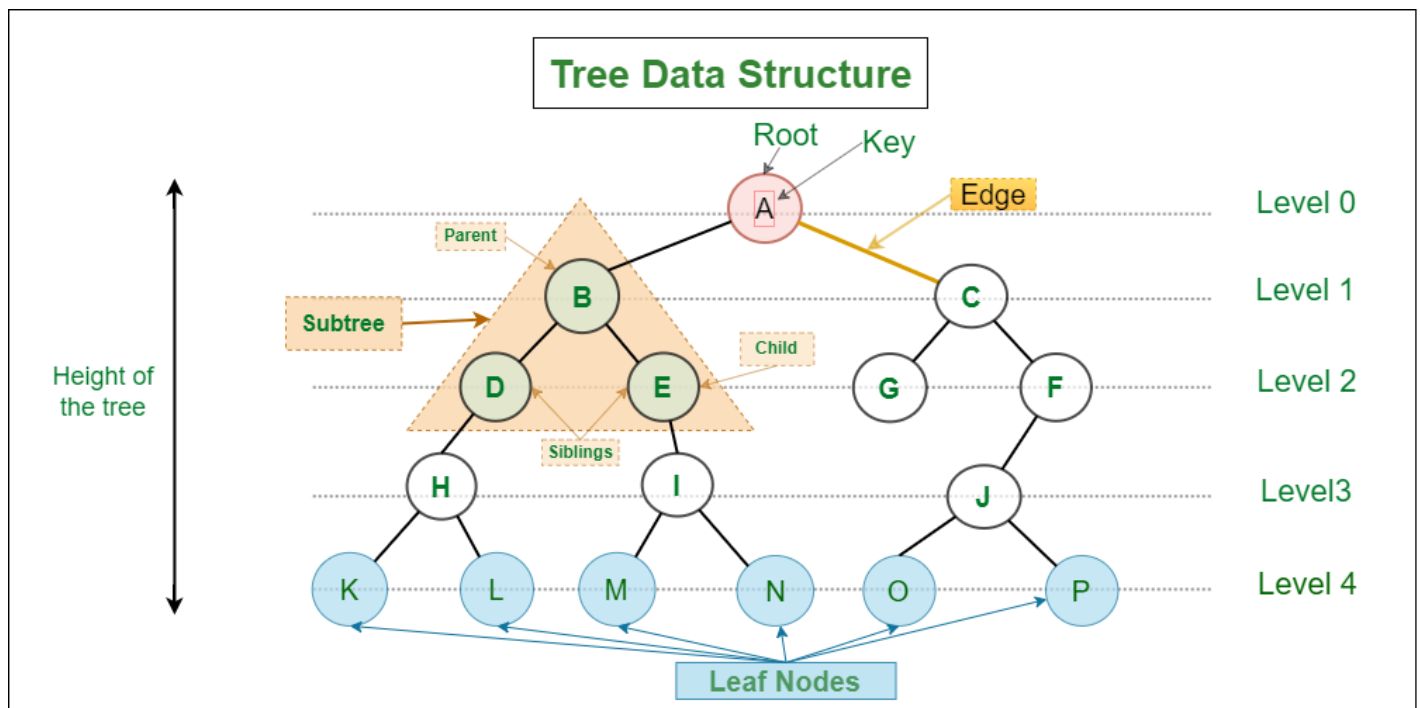 Tree Data Structure
Root
Key
A
Edge
Level 0
Parent
B
C
Level 1
Subtree
Child
D
E
G
F
Level 2
Height of
the tree
Siblings
H
I
J
Level3
K
L
M
N
O
P
Level 4
Leaf Nodes